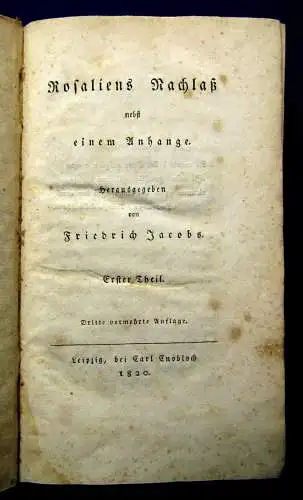 Rosaliens Nachlaß
nebst
einem Anhange.
Herausgegeben
von
Friedrich Jacobs.
Erster Theil.
Dritte vermehrte Auflage.
Leipzig, bei Carl Cnobloch
1820.